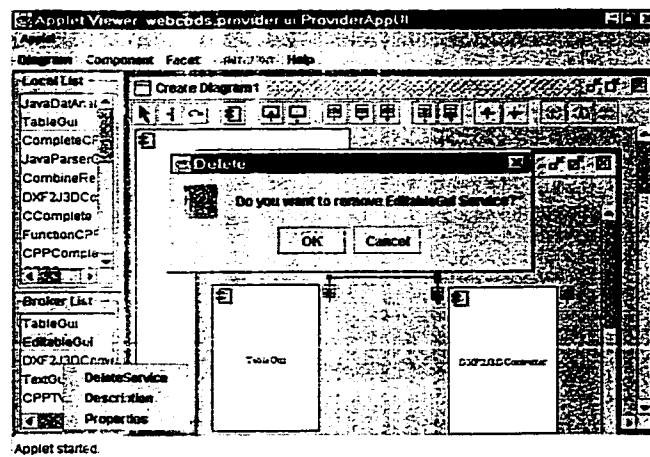 Applet Viewer: webcods.provider.ui.ProviderAppUI
Applet
Diagram Component Facet Help
Local List
Create Diagram1
JavaDatAr
TableGui
CompleteCF
JavaParserC
CombineRe
DXF2J3DCc
CComplete
FunctionCPF
CPPComple
Delete
Do you want to remove EditableGui Service?
OK Cancel
Broker List
TableGui
EditableGui
DXF2J3DConv
TextGu
CPPTV
DeleteService
Description
Properties
TableGui
DXF2J3DConverter
Applet started.